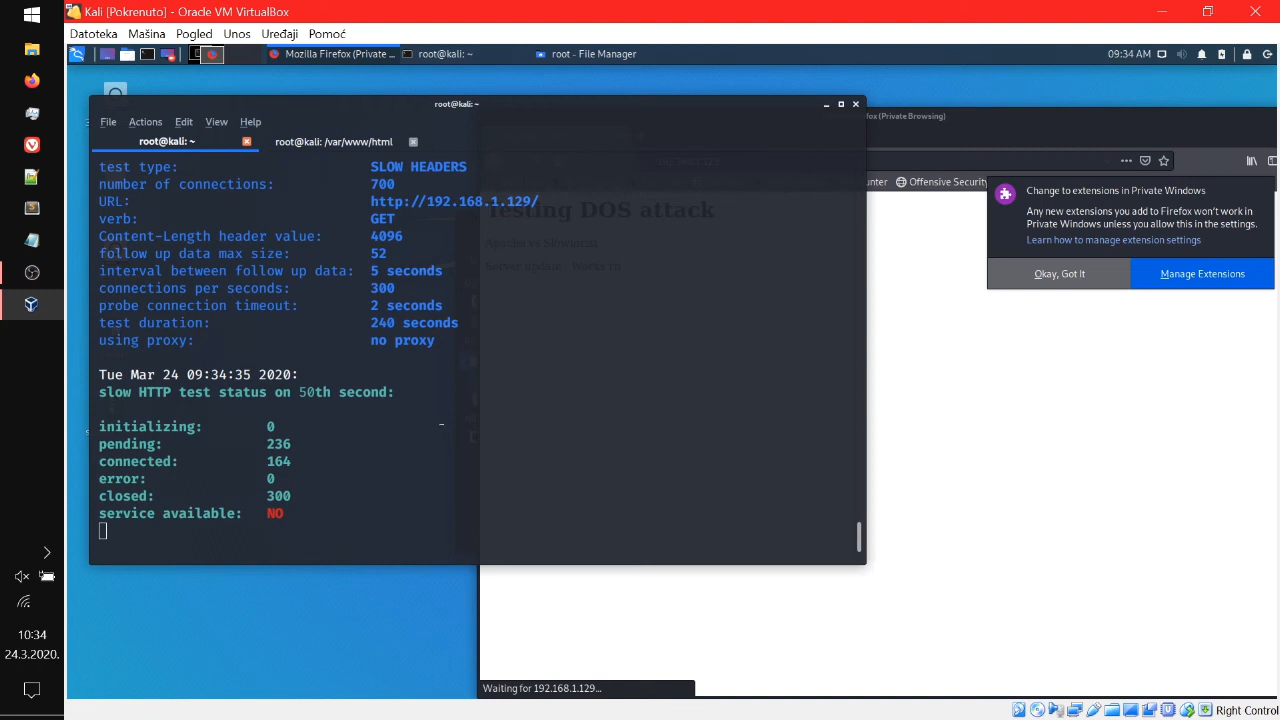 Kali [Pokrenuto] - Oracle VM VirtualBox
Datoteka Mašina Pogled Unos Uređaji Pomoć
Mozilla Firefox (Private ... root@kali: ~ root - File Manager 09:34 AM
root@kali: ~
File Actions Edit View Help
root@kali: ~ root@kali: /var/www/html
test type: SLOW HEADERS
number of connections: 700
URL: http://192.168.1.129/
verb: GET
Content-Length header value: 4096
follow up data max size: 52
interval between follow up data: 5 seconds
connections per seconds: 300
probe connection timeout: 2 seconds
test duration: 240 seconds
using proxy: no proxy
Tue Mar 24 09:34:35 2020:
slow HTTP test status on 50th second:
initializing: 0
pending: 236
connected: 164
error: 0
closed: 300
service available: NO
Testing DOS attack
(Private Browsing)
Offensive Security
Change to extensions in Private Windows
Any new extensions you add to Firefox won't work in
Private Windows unless you allow this in the settings.
Learn how to manage extension settings
Okay, Got It Manage Extensions
Waiting for 192.168.1.129...
10:34
24.3.2020.
Right Control